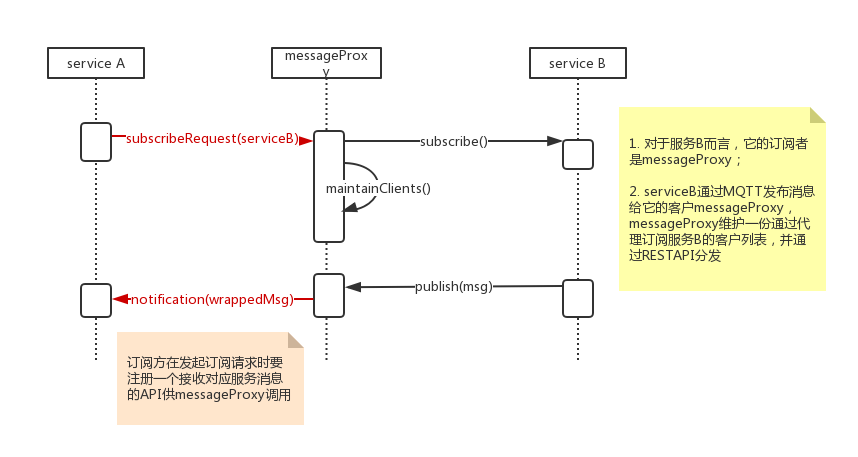 service A
messageProx
y
service B
subscribeRequest(serviceB)
subscribe()
maintainClients()
1. 对于服务B而言，它的订阅者
是messageProxy；
2. serviceB通过MQTT发布消息
给它的客户messageProxy，
messageProxy维护一份通过代
理订阅服务B的客户列表，并通
过RESTAPI分发
publish(msg)
notification(wrappedMsg)
订阅方在发起订阅请求时要
注册一个接收对应服务消息
的API供messageProxy调用